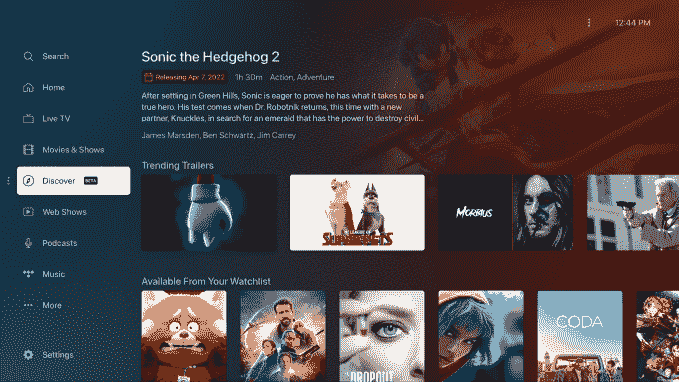 12:44 PM
Search
Home
Live TV
Movies & Shows
Discover BETA
Web Shows
Podcasts
Music
More
Settings
Sonic the Hedgehog 2
Releasing Apr 7, 2022 1h 30m Action, Adventure
After settling in Green Hills, Sonic is eager to prove he has what it takes to be a
true hero. His test comes when Dr. Robotnik returns, this time with a new
partner, Knuckles, in search for an emerald that has the power to destroy civil...
James Marsden, Ben Schwartz, Jim Carrey
Trending Trailers
MORBIUS
Available From Your Watchlist
DROPOUT
CODA